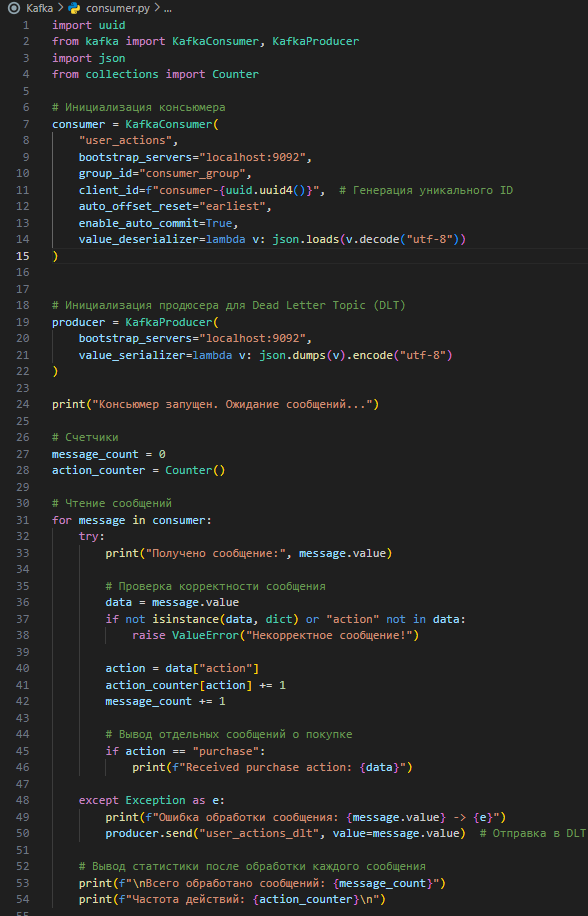 Kafka > consumer.py > ...
1 import uuid
2 from kafka import KafkaConsumer, KafkaProducer
3 import json
4 from collections import Counter
5
6 # Инициализация консьюмера
7 consumer = KafkaConsumer(
8     "user_actions",
9     bootstrap_servers="localhost:9092",
10     group_id="consumer_group",
11     client_id=f"consumer-{uuid.uuid4()}",  # Генерация уникального ID
12     auto_offset_reset="earliest",
13     enable_auto_commit=True,
14     value_deserializer=lambda v: json.loads(v.decode("utf-8"))
15 )
16
17
18 # Инициализация продюсера для Dead Letter Topic (DLT)
19 producer = KafkaProducer(
20     bootstrap_servers="localhost:9092",
21     value_serializer=lambda v: json.dumps(v).encode("utf-8")
22 )
23
24 print("Консьюмер запущен. Ожидание сообщений...")
25
26 # Счетчики
27 message_count = 0
28 action_counter = Counter()
29
30 # Чтение сообщений
31 for message in consumer:
32     try:
33         print("Получено сообщение:", message.value)
34
35         # Проверка корректности сообщения
36         data = message.value
37         if not isinstance(data, dict) or "action" not in data:
38             raise ValueError("Некорректное сообщение!")
39
40         action = data["action"]
41         action_counter[action] += 1
42         message_count += 1
43
44         # Вывод отдельных сообщений о покупке
45         if action == "purchase":
46             print(f"Received purchase action: {data}")
47
48     except Exception as e:
49         print(f"Ошибка обработки сообщения: {message.value} -> {e}")
50         producer.send("user_actions_dlt", value=message.value)  # Отправка в DLT
51
52     # Вывод статистики после обработки каждого сообщения
53     print(f"\nВсего обработано сообщений: {message_count}")
54     print(f"Частота действий: {action_counter}\n")
55